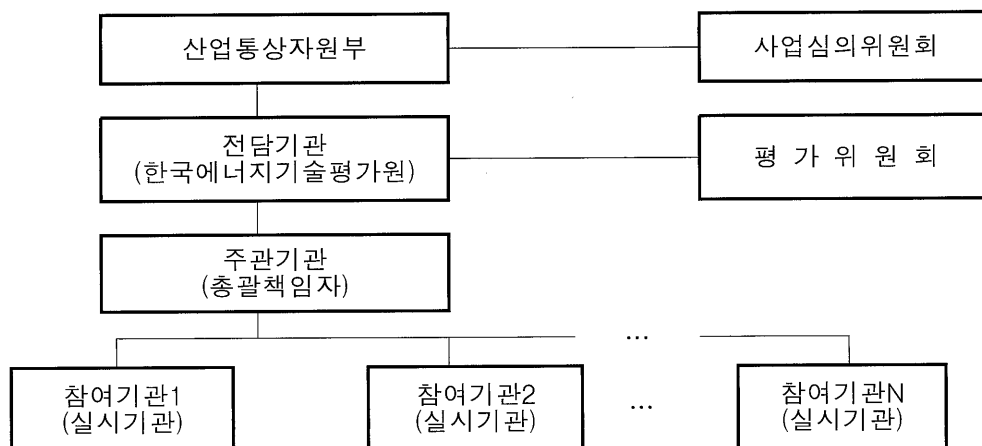 산업통상자원부
사업심의위원회
전담기관
(한국에너지기술평가원)
평 가 위 원 회
주관기관
(총괄책임자)
...
참여기관1
(실시기관)
참여기관2
(실시기관)
...
참여기관N
(실시기관)